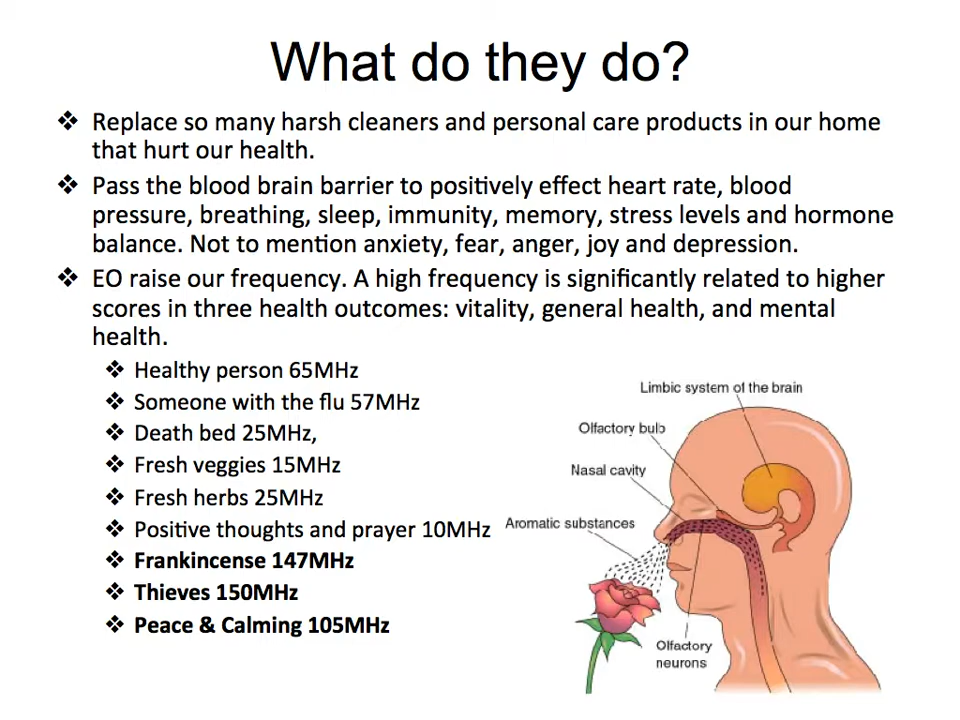 What do they do?
❖ Replace so many harsh cleaners and personal care products in our home
that hurt our health.
❖ Pass the blood brain barrier to positively effect heart rate, blood
pressure, breathing, sleep, immunity, memory, stress levels and hormone
balance. Not to mention anxiety, fear, anger, joy and depression.
❖ EO raise our frequency. A high frequency is significantly related to higher
scores in three health outcomes: vitality, general health, and mental
health.
❖ Healthy person 65MHz
❖ Someone with the flu 57MHz
❖ Death bed 25MHz,
❖ Fresh veggies 15MHz
❖ Fresh herbs 25MHz
❖ Positive thoughts and prayer 10MHz
❖ Frankincense 147MHz
❖ Thieves 150MHz
❖ Peace & Calming 105MHz
Limbic system of the brain
Olfactory bulb
Nasal cavity
Aromatic substances
Olfactory
neurons